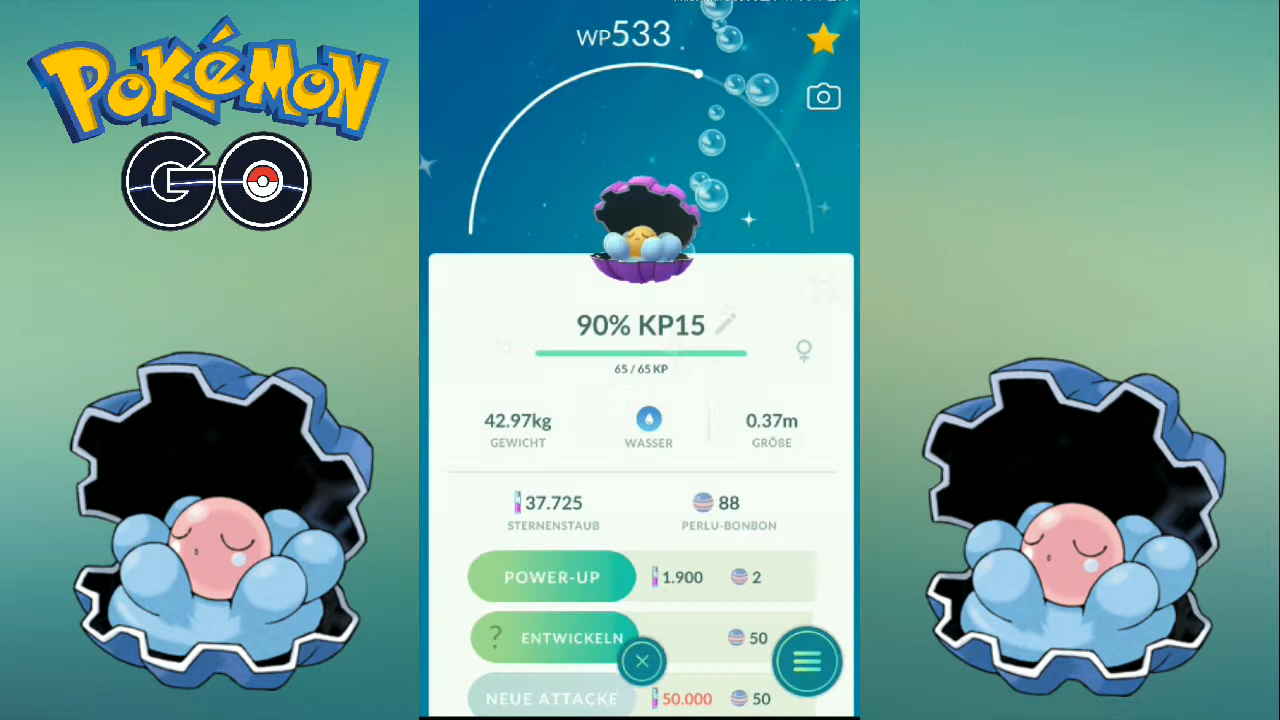 POKéMON
GO
WP533
90% KP15
65 / 65 KP
42.97kg
GEWICHT
WASSER
0.37m
GRÖßE
37.725
STERNENSTAUB
88
PERLU-BONBON
POWER-UP
1.900
2
?
ENTWICKELN
50
NEUE ATTACKE
50.000
50